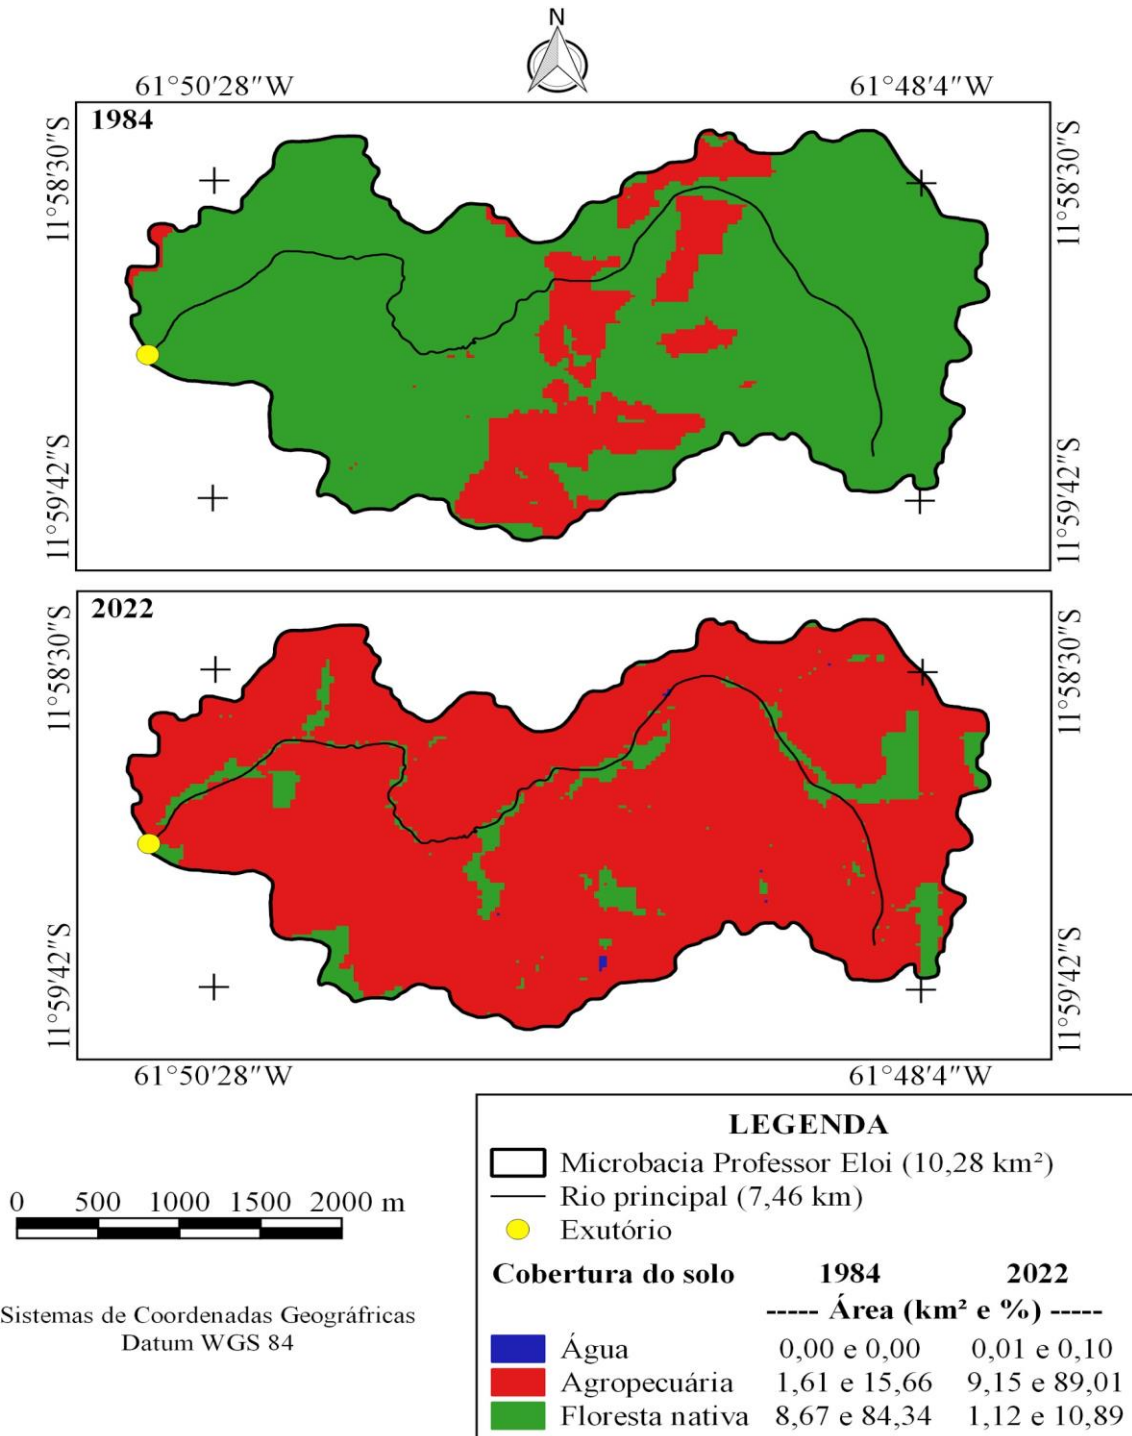 N
61°50'28"W 61°48'4"W
1984
11°58'30"S 11°58'30"S
11°59'42"S 11°59'42"S
2022
11°58'30"S 11°58'30"S
11°59'42"S 11°59'42"S
61°50'28"W 61°48'4"W
LEGENDA
Microbacia Professor Eloi (10,28 km²)
Rio principal (7,46 km)
Exutório
Cobertura do solo 1984 2022
----- Área (km² e %) -----
Água 0,00 e 0,00 0,01 e 0,10
Agropecuária 1,61 e 15,66 9,15 e 89,01
Floresta nativa 8,67 e 84,34 1,12 e 10,89
0 500 1000 1500 2000 m
Sistemas de Coordenadas Geográfricas
Datum WGS 84